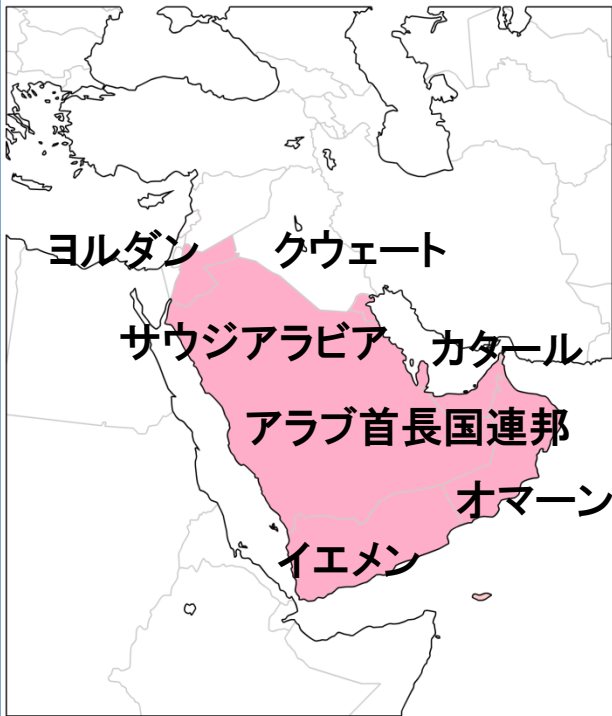 ヨルダン
クウェート
サウジアラビア
カタール
アラブ首長国連邦
オマーン
イエメン